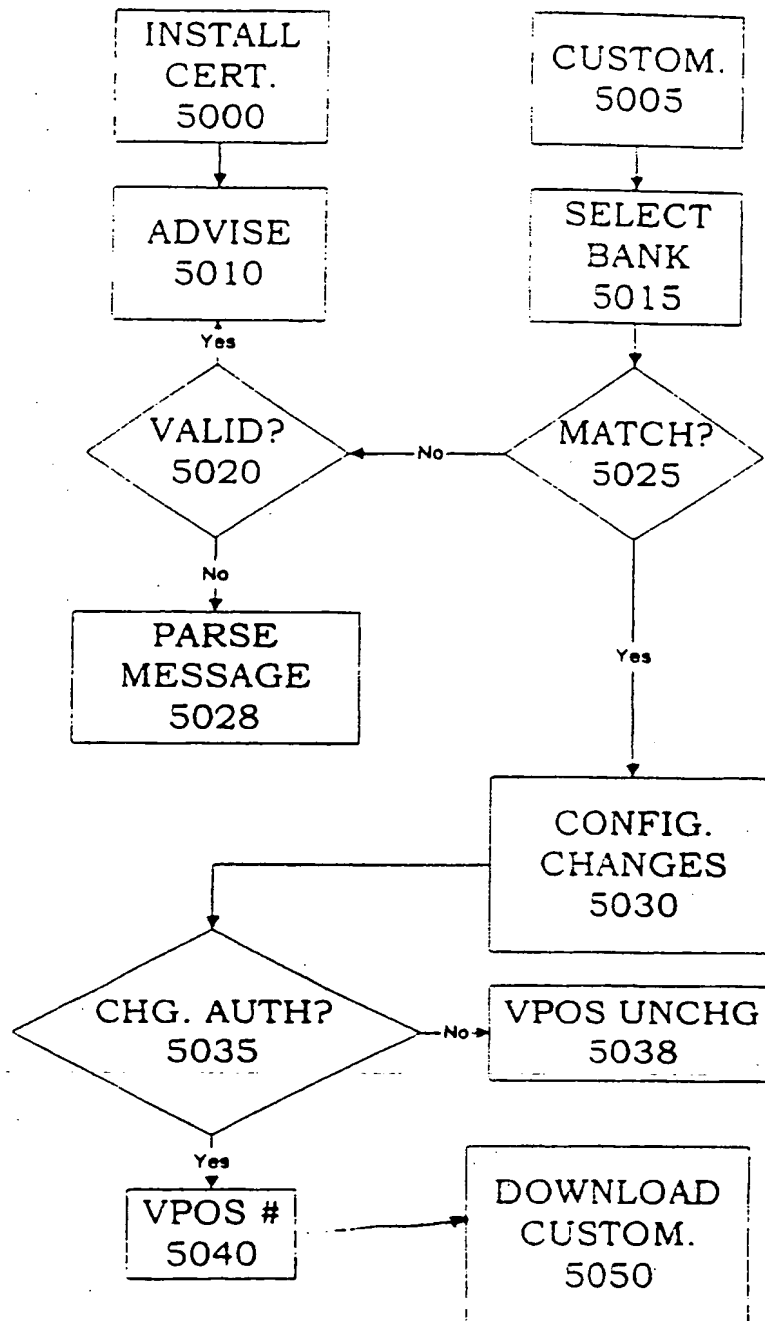 INSTALL
CERT.
5000
CUSTOM.
5005
ADVISE
5010
SELECT
BANK
5015
Yes
VALID?
5020
No
MATCH?
5025
No
Yes
PARSE
MESSAGE
5028
CONFIG.
CHANGES
5030
CHG. AUTH?
5035
No
VPOS UNCHG
5038
Yes
VPOS #
5040
DOWNLOAD
CUSTOM.
5050